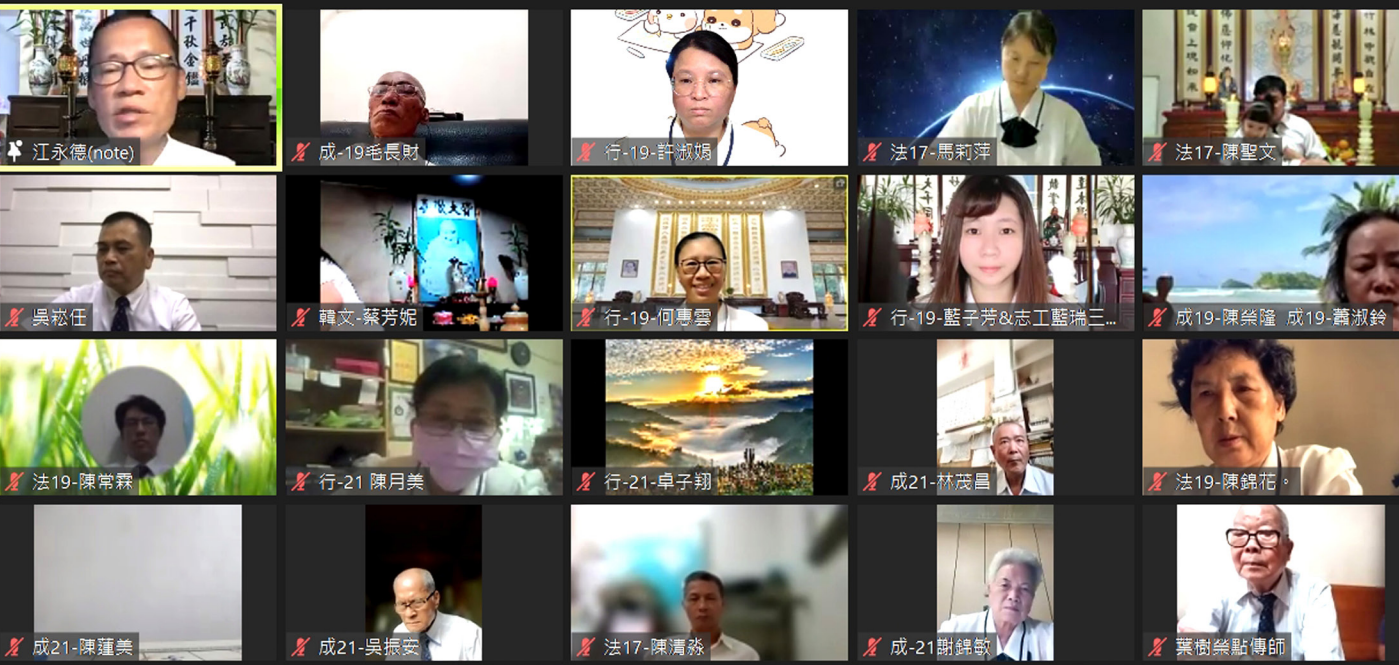 江永德(note)
成-19毛長財
行-19-許淑娟
法17-馬莉萍
法17-陳聖文
吳崧任
韓文-蔡芳妮
行-19-何惠雲
行-19-藍子芳&志工藍瑞三...
成19-陳榮隆 成19-蕭淑鈴
法19-陳常霖
行-21 陳月美
行-21-卓子翔
成21-林茂昌
法19-陳錦花。
成21-陳蓮美
成21-吳振安
法17-陳清淼
成-21謝錦敏
葉樹榮點傳師